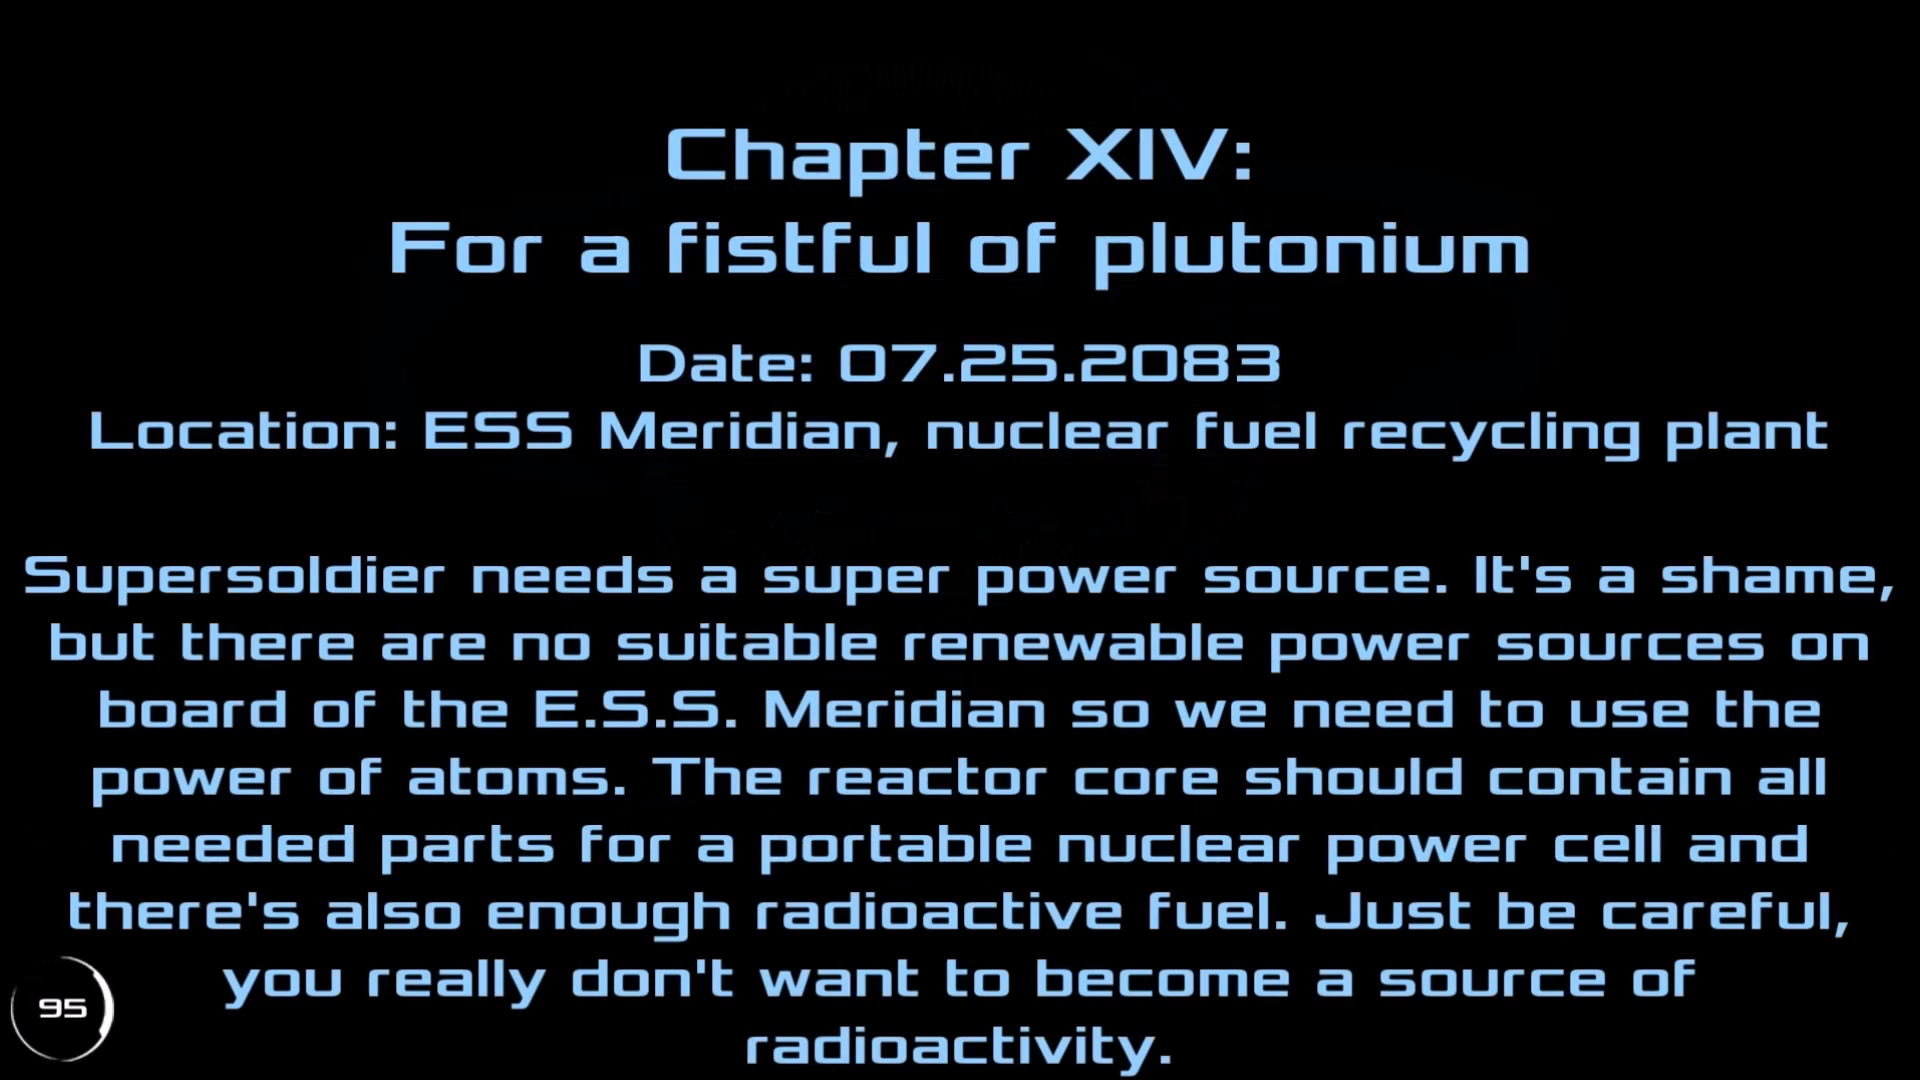 Chapter XIV:
For a fistful of plutonium
Date: 07.25.2083
Location: ESS Meridian, nuclear fuel recycling plant
Supersoldier needs a super power source. It's a shame,
but there are no suitable renewable power sources on
board of the E.S.S. Meridian so we need to use the
power of atoms. The reactor core should contain all
needed parts for a portable nuclear power cell and
there's also enough radioactive fuel. Just be careful,
you really don't want to become a source of
radioactivity.
95